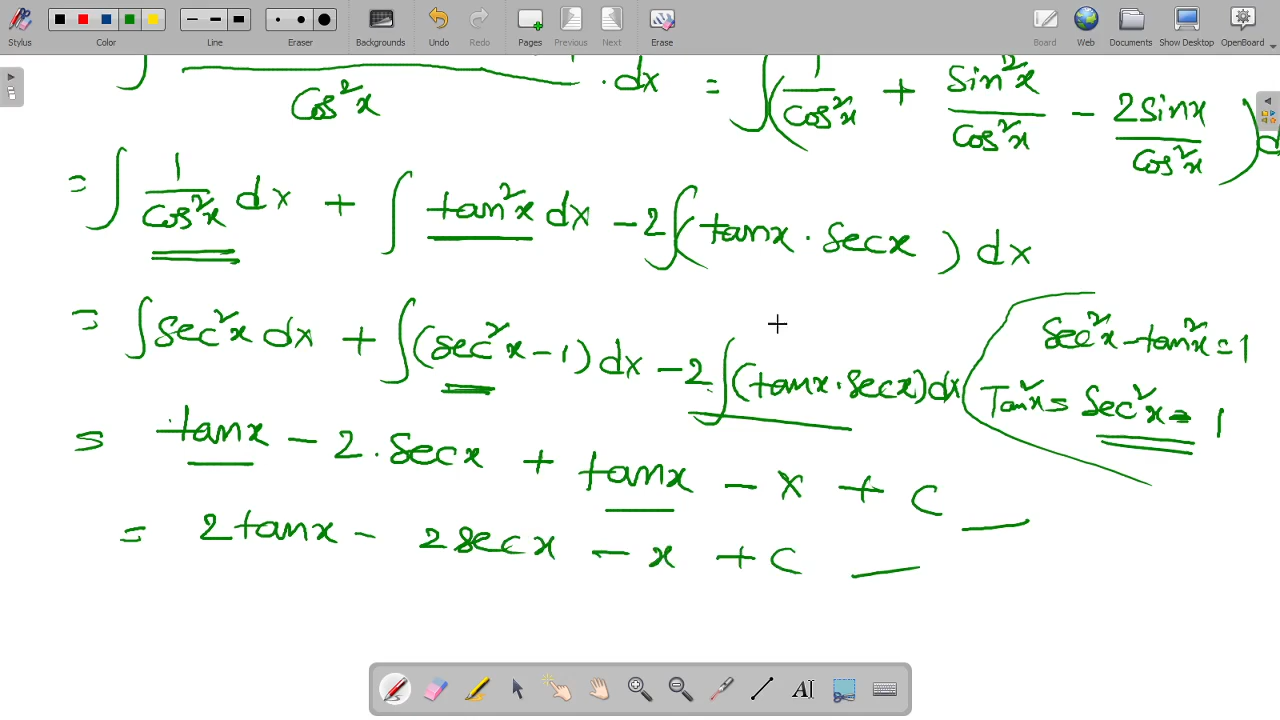 Stylus Color Line Eraser Backgrounds Undo Redo Pages Previous Next Erase Board Web Documents Show Desktop OpenBoard
∫ ——— / cos²x . dx = ∫( 1/cos²x + sin²x/cos²x − 2sinx/cos²x ) d
= ∫ 1/cos²x dx + ∫ tan²x dx − 2 ∫( tanx . secx ) dx
= ∫ sec²x dx + ∫ (sec²x − 1) dx − 2 ∫ (tanx . secx) dx
sec²x − tan²x = 1
Tan²x = sec²x − 1
= tanx − 2 . secx + tanx − x + c
= 2tanx − 2secx − x + c